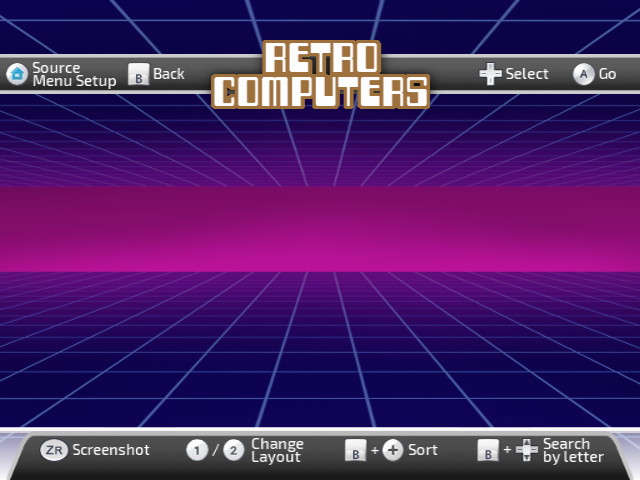 RETRO
COMPUTERS
Source
Menu Setup
B Back
Select
A Go
ZR Screenshot
1 / 2 Change
Layout
B + + Sort
B + Search
by letter